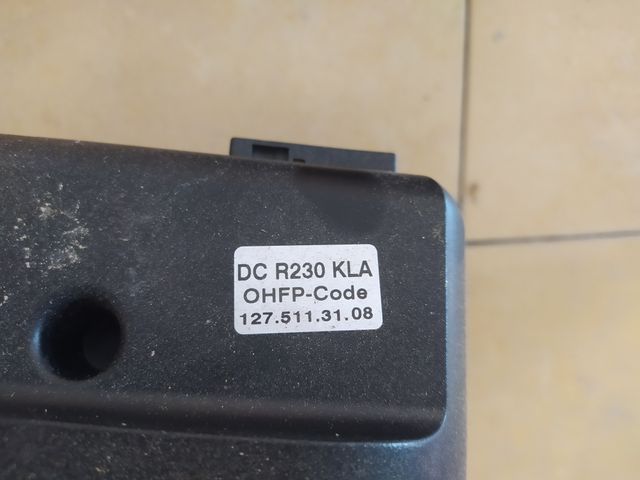 DC R230 KLA
OHFP-Code
127.511.31.08